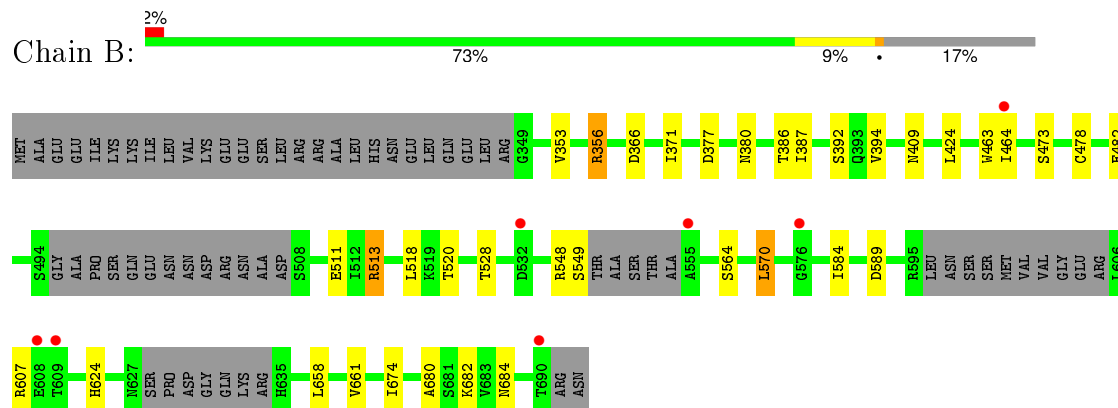 2%
Chain B:
73% 9% • 17%
MET ALA GLU GLU ILE LYS LYS ILE LEU VAL LYS GLU GLU SER LEU ARG ARG ALA LEU HIS ASN GLU LEU GLN GLU LEU ARG G349 V353 R356 D366 I371 D377 N380 T386 I387 S392 Q393 V394 N409 L424 W463 I464 S473 C478
S494 GLY ALA PRO SER GLN GLU ASN ASN ASP ARG ASN ALA ASP S508 E511 I512 R513 L518 K519 T520 T528 D532 R548 S549 THR ALA SER THR ALA A555 S564 L570 G576 I584 D589 R595 LEU ASN SER SER MET VAL VAL GLY GLU ARG L606
R607 E608 T609 H624 N627 SER PRO ASP GLY GLN LYS ARG H635 L658 V661 I674 A680 S681 K682 V683 N684 T690 ARG ASN